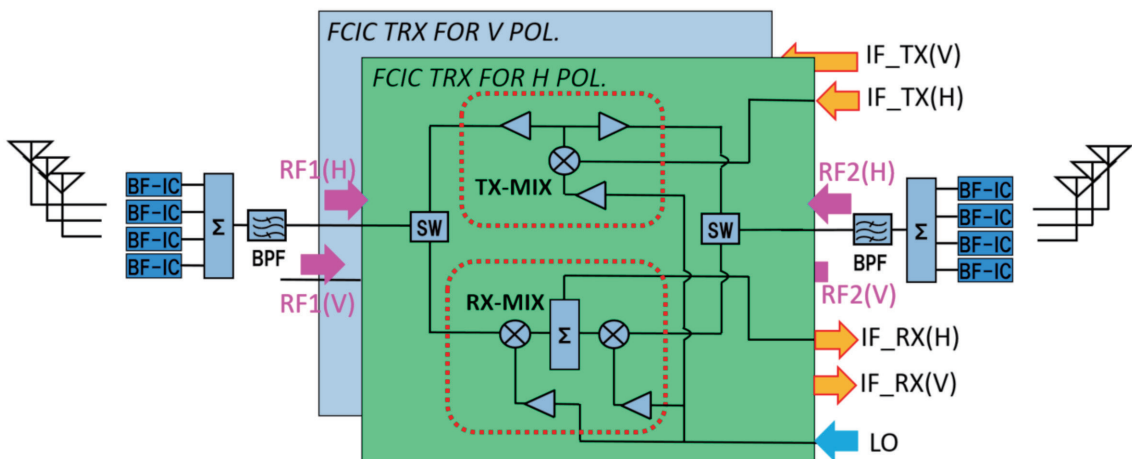 FCIC TRX FOR V POL.
IF_TX(V)
FCIC TRX FOR H POL.
IF_TX(H)
RF1(H)
TX-MIX
RF2(H)
BF-IC
BF-IC
BF-IC
BF-IC
Σ
BPF
SW
SW
BPF
Σ
BF-IC
BF-IC
BF-IC
BF-IC
RF1(V)
RX-MIX
Σ
RF2(V)
IF_RX(H)
IF_RX(V)
LO